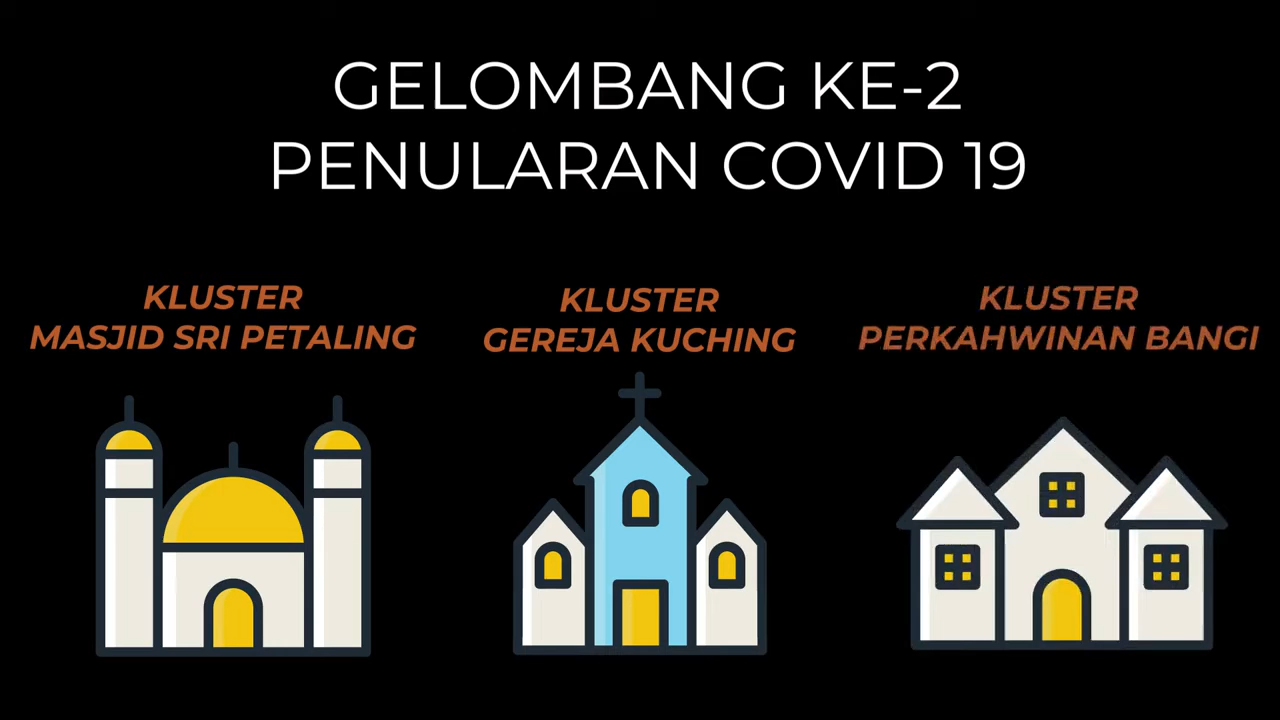 GELOMBANG KE-2
PENULARAN COVID 19
KLUSTER
MASJID SRI PETALING
KLUSTER
GEREJA KUCHING
KLUSTER
PERKAHWINAN BANGI